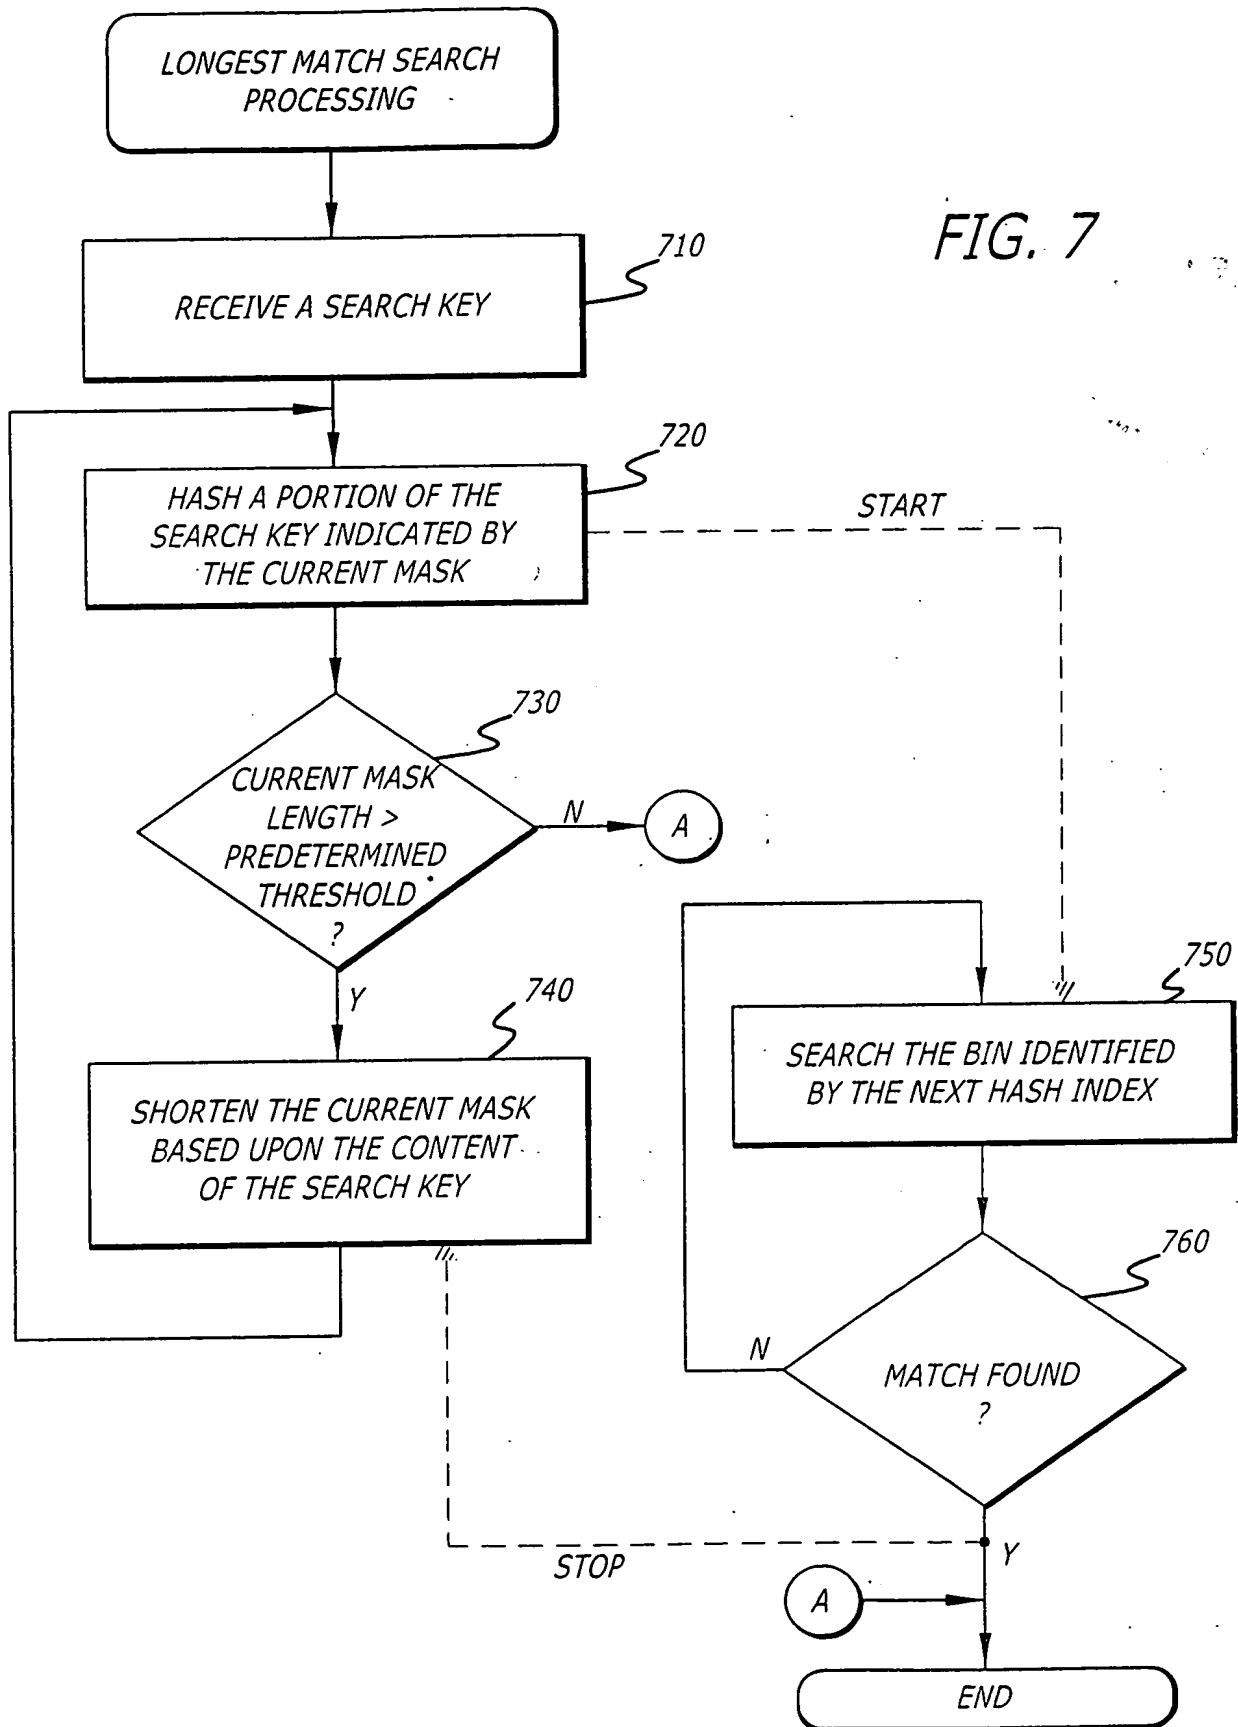 LONGEST MATCH SEARCH
PROCESSING
FIG. 7
710
RECEIVE A SEARCH KEY
720
HASH A PORTION OF THE
SEARCH KEY INDICATED BY
THE CURRENT MASK
START
730
CURRENT MASK
LENGTH >
PREDETERMINED
THRESHOLD
?
N
A
Y
740
SHORTEN THE CURRENT MASK
BASED UPON THE CONTENT
OF THE SEARCH KEY
750
SEARCH THE BIN IDENTIFIED
BY THE NEXT HASH INDEX
760
MATCH FOUND
?
N
Y
STOP
A
END